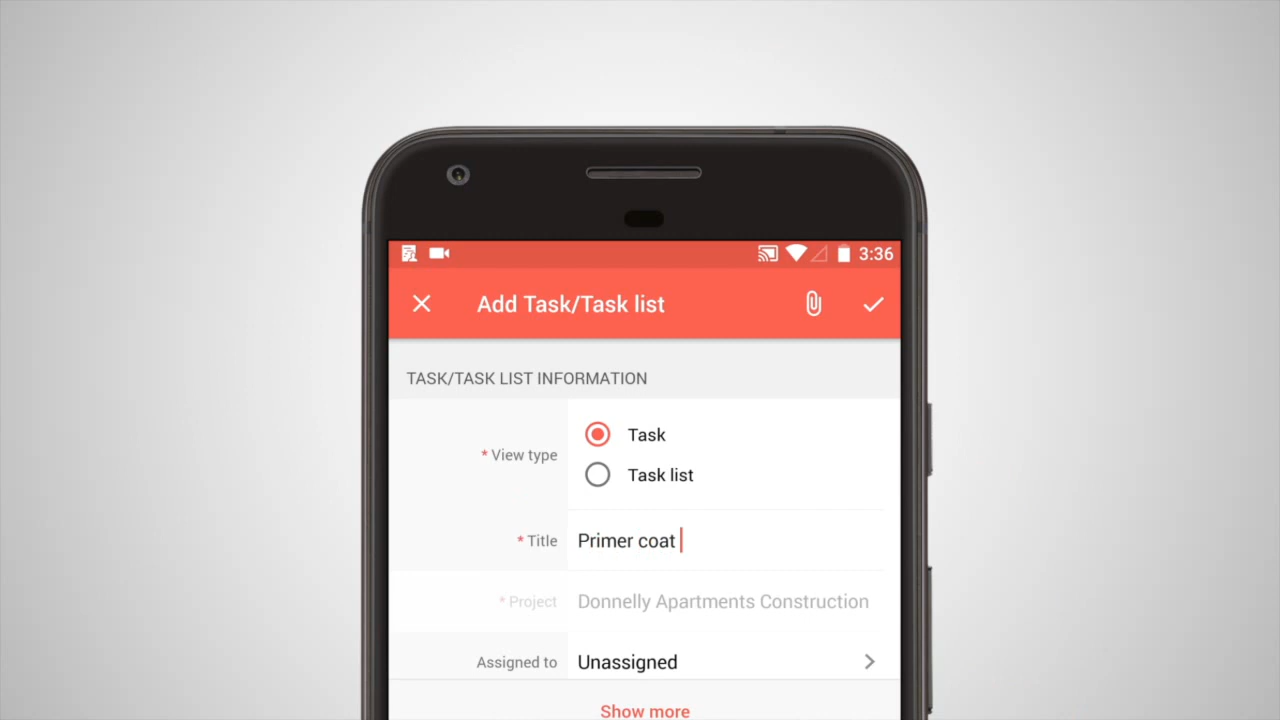 3:36
Add Task/Task list
TASK/TASK LIST INFORMATION
* View type
Task
Task list
* Title
Primer coat
* Project
Donnelly Apartments Construction
Assigned to
Unassigned
Show more